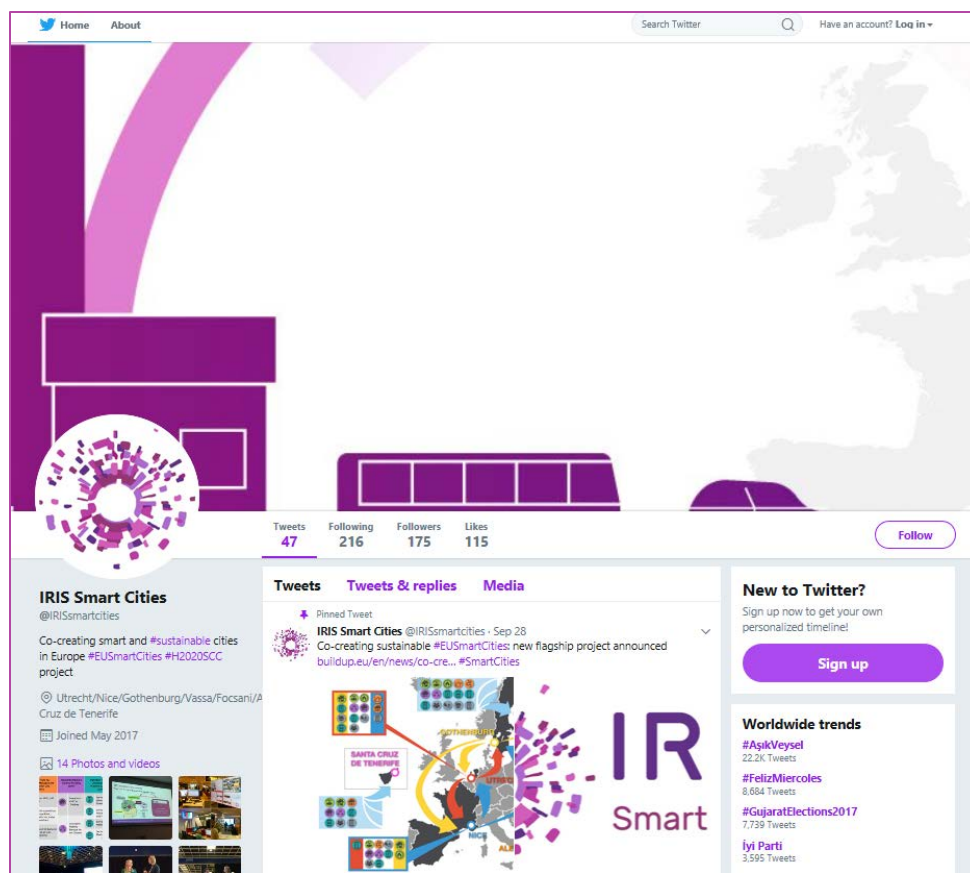 Home About
Search Twitter
Have an account? Log in
Tweets Following Followers Likes
47 216 175 115
Follow
IRIS Smart Cities
@IRISsmartcities
Co-creating smart and #sustainable cities
in Europe #EUSmartCities #H2020SCC
project
Utrecht/Nice/Gothenburg/Vassa/Focsani/A
Cruz de Tenerife
Joined May 2017
14 Photos and videos
Tweets Tweets & replies Media
Pinned Tweet
IRIS Smart Cities @IRISsmartcities · Sep 28
Co-creating sustainable #EUSmartCities: new flagship project announced
buildup.eu/en/news/co-cre... #SmartCities
GOTHENBURG
SANTA CRUZ
DE TENERIFE
UTREC
NICE
AL
IR
Smart
New to Twitter?
Sign up now to get your own
personalized timeline!
Sign up
Worldwide trends
#AşıkVeysel
22.2K Tweets
#FelizMiercoles
8,684 Tweets
#GujaratElections2017
7,739 Tweets
İyi Parti
3,595 Tweets